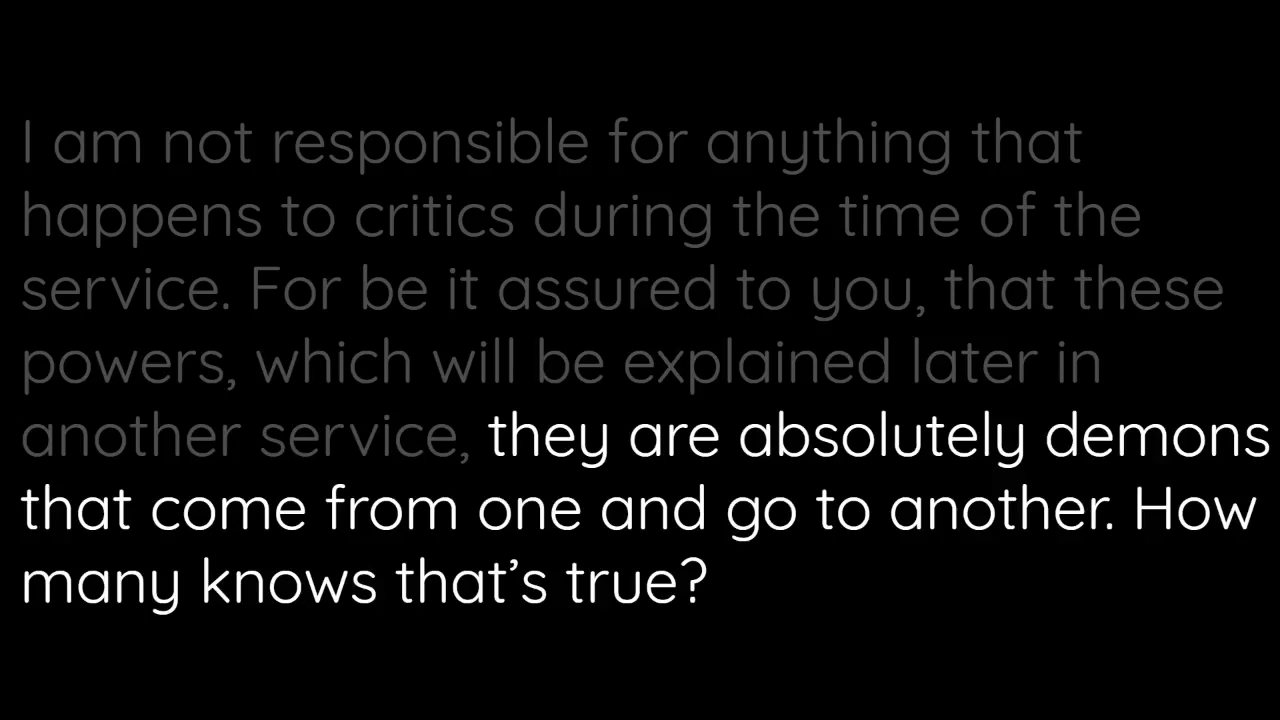 I am not responsible for anything that
happens to critics during the time of the
service. For be it assured to you, that these
powers, which will be explained later in
another service, they are absolutely demons
that come from one and go to another. How
many knows that’s true?